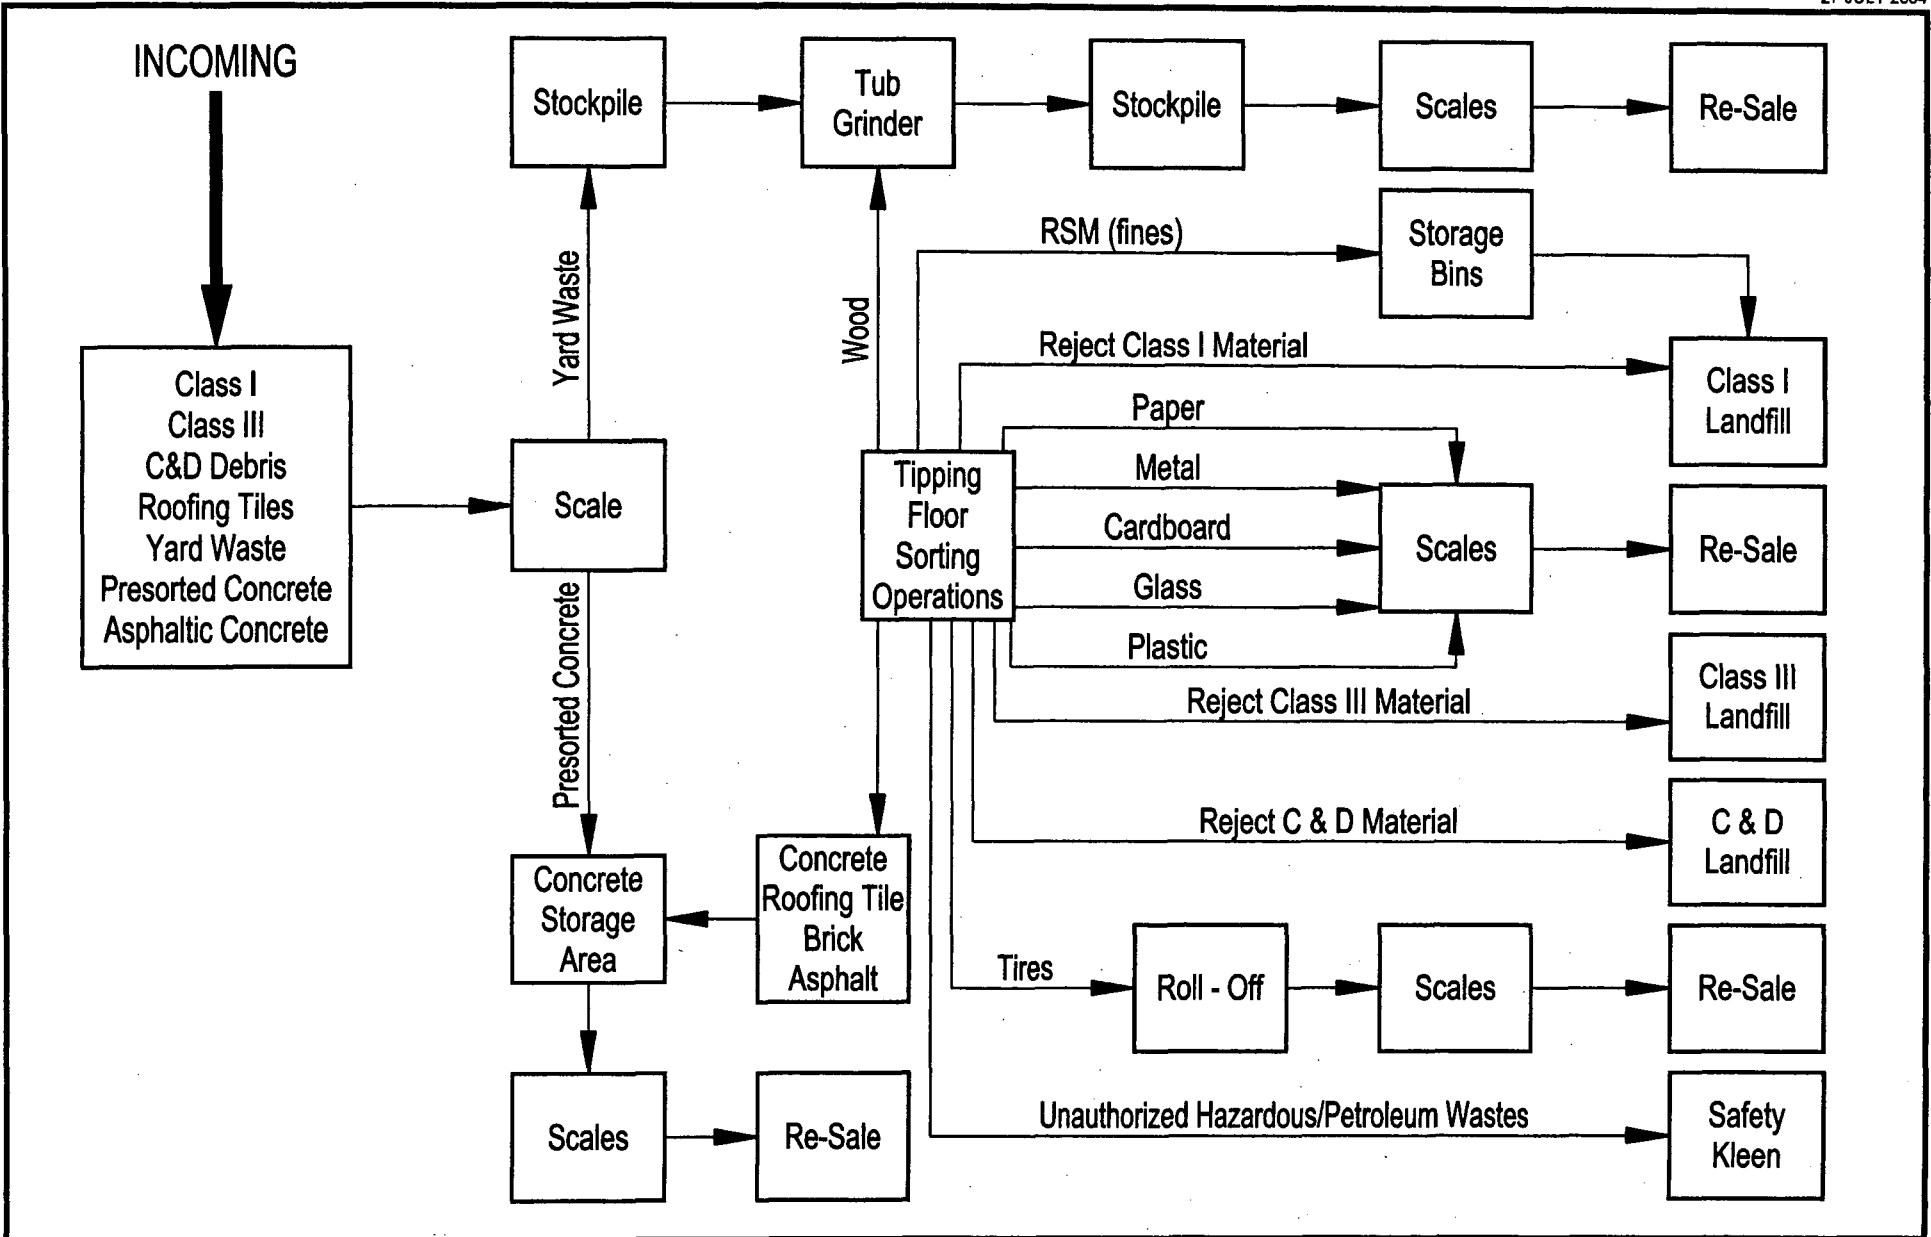 INCOMING
Class I
Class III
C&D Debris
Roofing Tiles
Yard Waste
Presorted Concrete
Asphaltic Concrete
Scale
Yard Waste
Presorted Concrete
Stockpile
Tub
Grinder
Stockpile
Scales
Re-Sale
Wood
RSM (fines)
Storage
Bins
Reject Class I Material
Class I
Landfill
Tipping
Floor
Sorting
Operations
Paper
Metal
Cardboard
Glass
Plastic
Scales
Re-Sale
Reject Class III Material
Class III
Landfill
Reject C & D Material
C & D
Landfill
Concrete
Storage
Area
Concrete
Roofing Tile
Brick
Asphalt
Tires
Roll - Off
Scales
Re-Sale
Scales
Re-Sale
Unauthorized Hazardous/Petroleum Wastes
Safety
Kleen